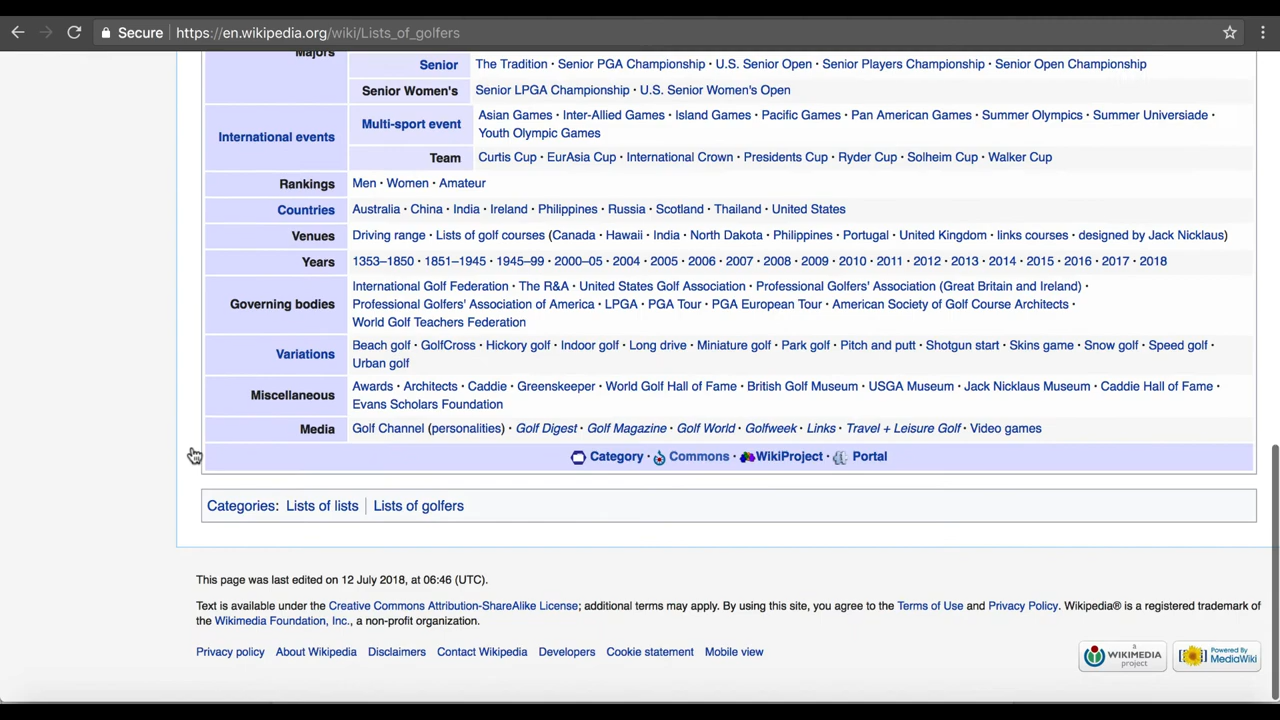 Secure https://en.wikipedia.org/wiki/Lists_of_golfers
Majors
Senior The Tradition · Senior PGA Championship · U.S. Senior Open · Senior Players Championship · Senior Open Championship
Senior Women's Senior LPGA Championship · U.S. Senior Women's Open
International events Multi-sport event Asian Games · Inter-Allied Games · Island Games · Pacific Games · Pan American Games · Summer Olympics · Summer Universiade ·
Youth Olympic Games
Team Curtis Cup · EurAsia Cup · International Crown · Presidents Cup · Ryder Cup · Solheim Cup · Walker Cup
Rankings Men · Women · Amateur
Countries Australia · China · India · Ireland · Philippines · Russia · Scotland · Thailand · United States
Venues Driving range · Lists of golf courses (Canada · Hawaii · India · North Dakota · Philippines · Portugal · United Kingdom · links courses · designed by Jack Nicklaus)
Years 1353–1850 · 1851–1945 · 1945–99 · 2000–05 · 2004 · 2005 · 2006 · 2007 · 2008 · 2009 · 2010 · 2011 · 2012 · 2013 · 2014 · 2015 · 2016 · 2017 · 2018
Governing bodies International Golf Federation · The R&A · United States Golf Association · Professional Golfers' Association (Great Britain and Ireland) ·
Professional Golfers' Association of America · LPGA · PGA Tour · PGA European Tour · American Society of Golf Course Architects ·
World Golf Teachers Federation
Variations Beach golf · GolfCross · Hickory golf · Indoor golf · Long drive · Miniature golf · Park golf · Pitch and putt · Shotgun start · Skins game · Snow golf · Speed golf ·
Urban golf
Miscellaneous Awards · Architects · Caddie · Greenskeeper · World Golf Hall of Fame · British Golf Museum · USGA Museum · Jack Nicklaus Museum · Caddie Hall of Fame ·
Evans Scholars Foundation
Media Golf Channel (personalities) · Golf Digest · Golf Magazine · Golf World · Golfweek · Links · Travel + Leisure Golf · Video games
Category · Commons · WikiProject · Portal
Categories: Lists of lists | Lists of golfers
This page was last edited on 12 July 2018, at 06:46 (UTC).
Text is available under the Creative Commons Attribution-ShareAlike License; additional terms may apply. By using this site, you agree to the Terms of Use and Privacy Policy. Wikipedia® is a registered trademark of
the Wikimedia Foundation, Inc., a non-profit organization.
Privacy policy About Wikipedia Disclaimers Contact Wikipedia Developers Cookie statement Mobile view
a
WIKIMEDIA
project
Powered By
MediaWiki